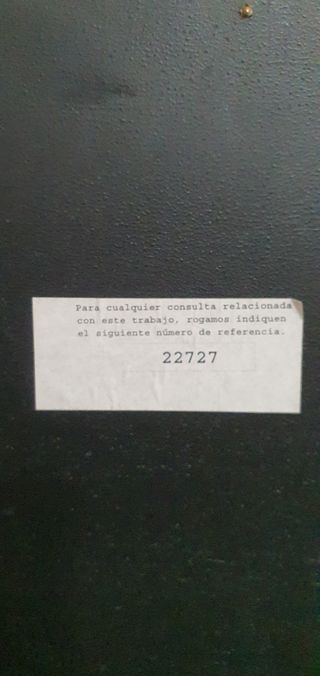 Para cualquier consulta relacionada
con este trabajo, rogamos indiquen
el siguiente número de referencia.
22727